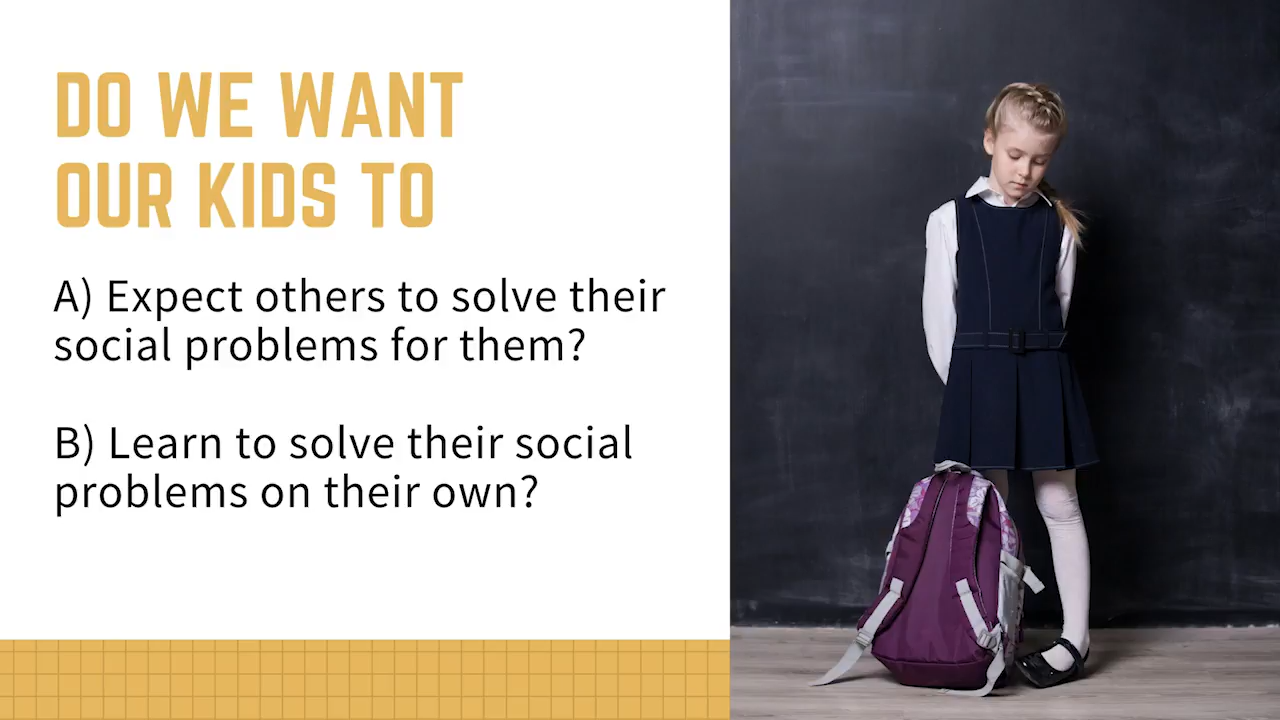 DO WE WANT
OUR KIDS TO
A) Expect others to solve their
social problems for them?
B) Learn to solve their social
problems on their own?